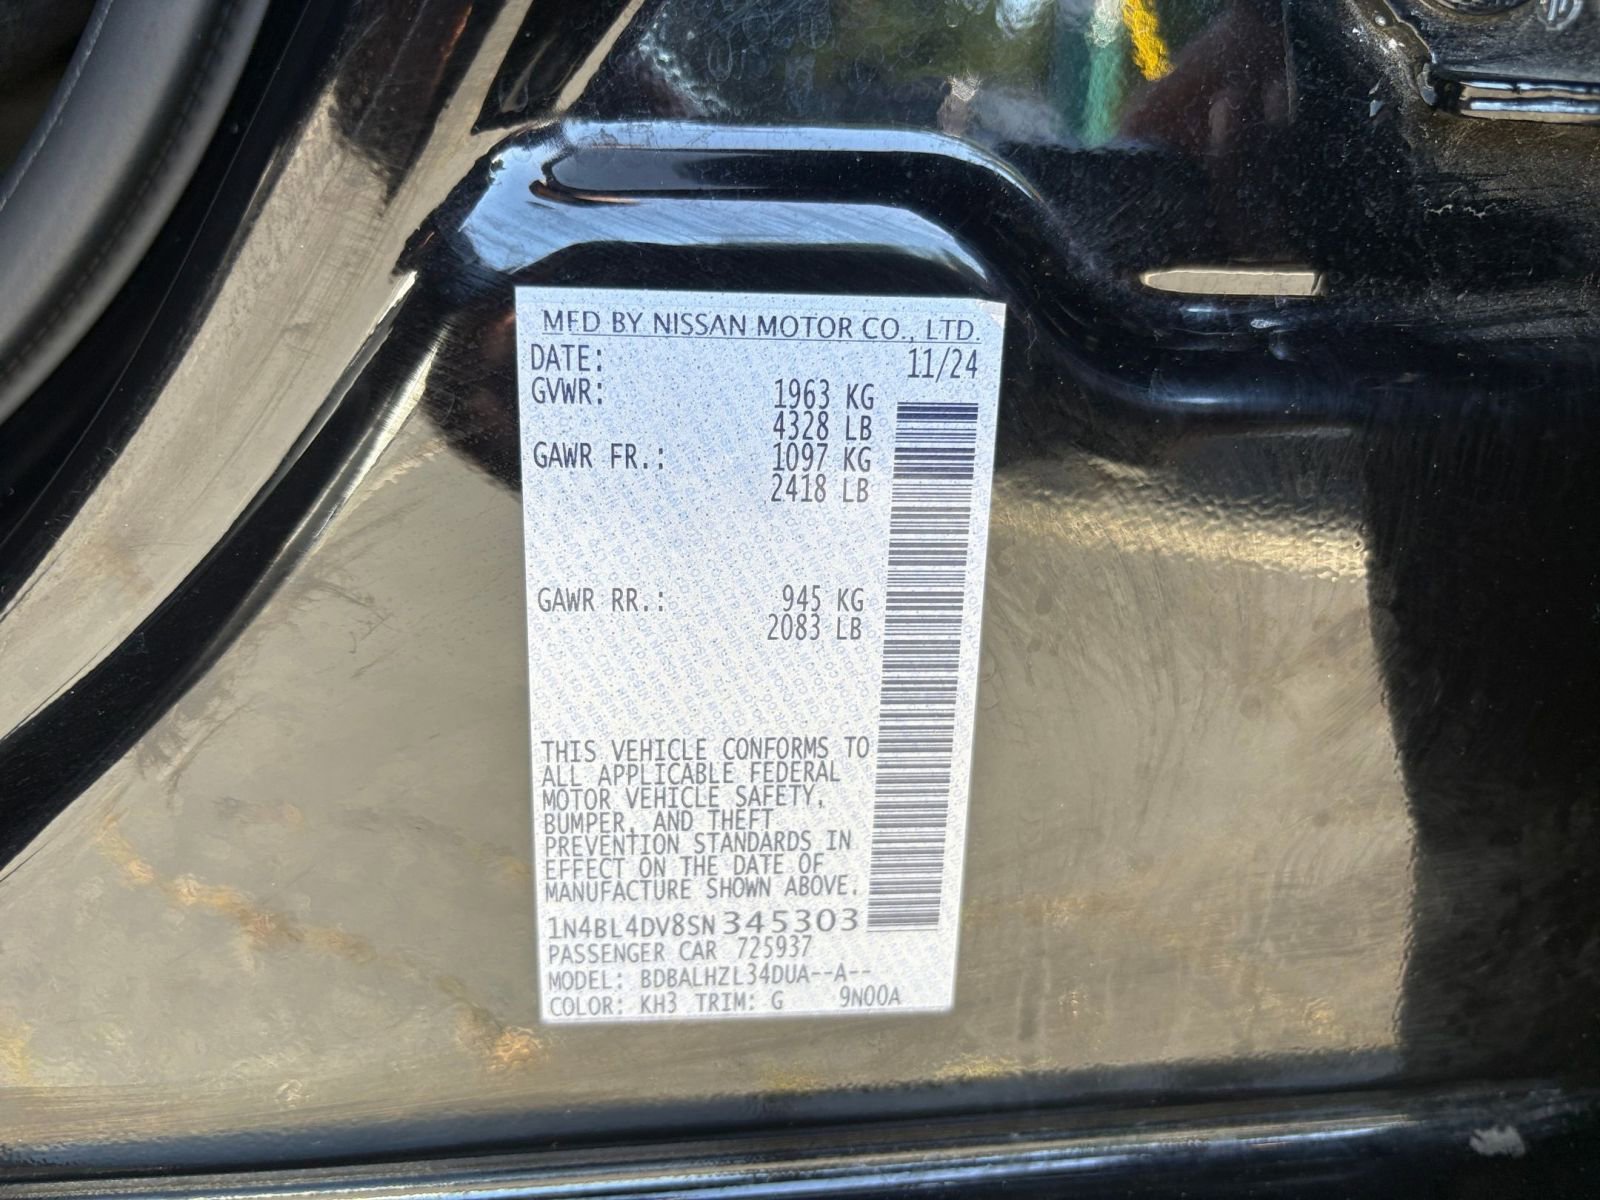 MFD BY NISSAN MOTOR CO., LTD.
DATE: 11/24
GVWR: 1963 KG
4328 LB
GAWR FR.: 1097 KG
2418 LB
GAWR RR.: 945 KG
2083 LB
THIS VEHICLE CONFORMS TO
ALL APPLICABLE FEDERAL
MOTOR VEHICLE SAFETY,
BUMPER, AND THEFT
PREVENTION STANDARDS IN
EFFECT ON THE DATE OF
MANUFACTURE SHOWN ABOVE.
1N4BL4DV8SN345303
PASSENGER CAR 725937
MODEL: BDBALHZL34DUA--A--
COLOR: KH3 TRIM: G 9N00A